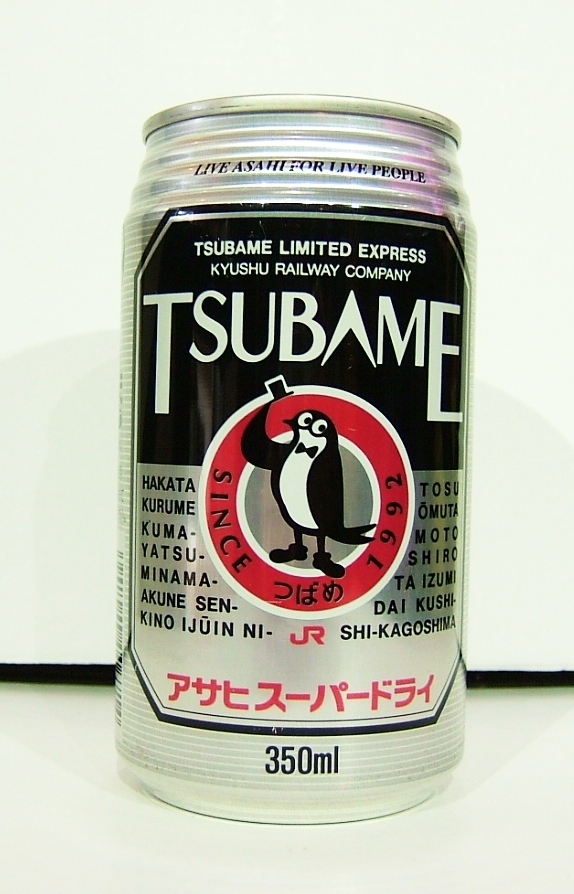 LIVE ASAHI FOR LIVE PEOPLE
TSUBAME LIMITED EXPRESS
KYUSHU RAILWAY COMPANY
TSUBAME
SINCE 1992
つばめ
HAKATA TOSU
KURUME ŌMUTA
KUMA- MOTO
YATSU- SHIRO
MINAMA- TA IZUMI
AKUNE SEN- DAI KUSHI-
KINO IJŪIN NI- JR SHI-KAGOSHIMA
アサヒスーパードライ
350ml